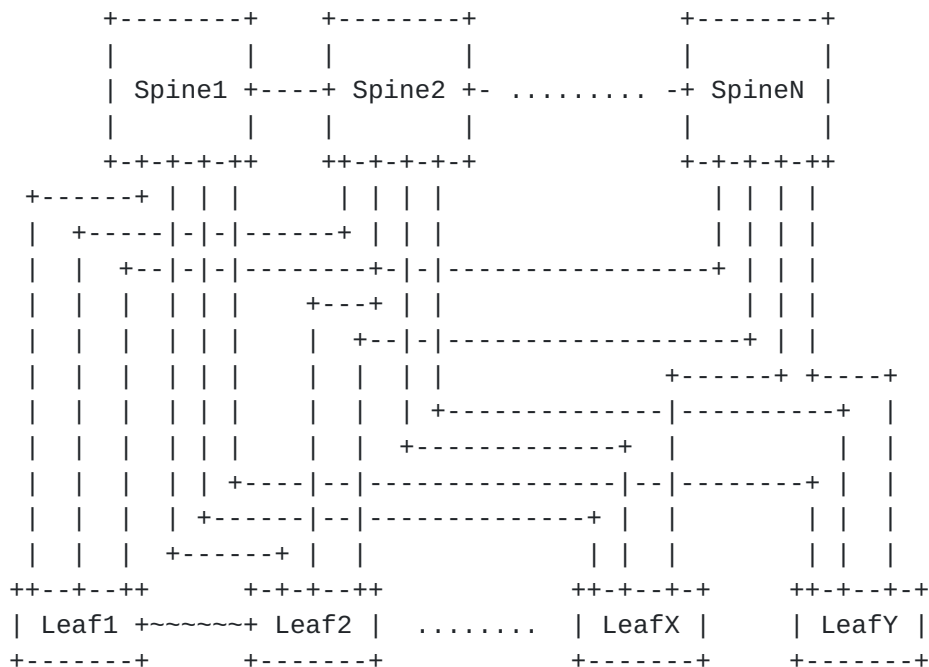 Spine1 Spine2 ......... SpineN
Leaf1 Leaf2 ........ LeafX LeafY